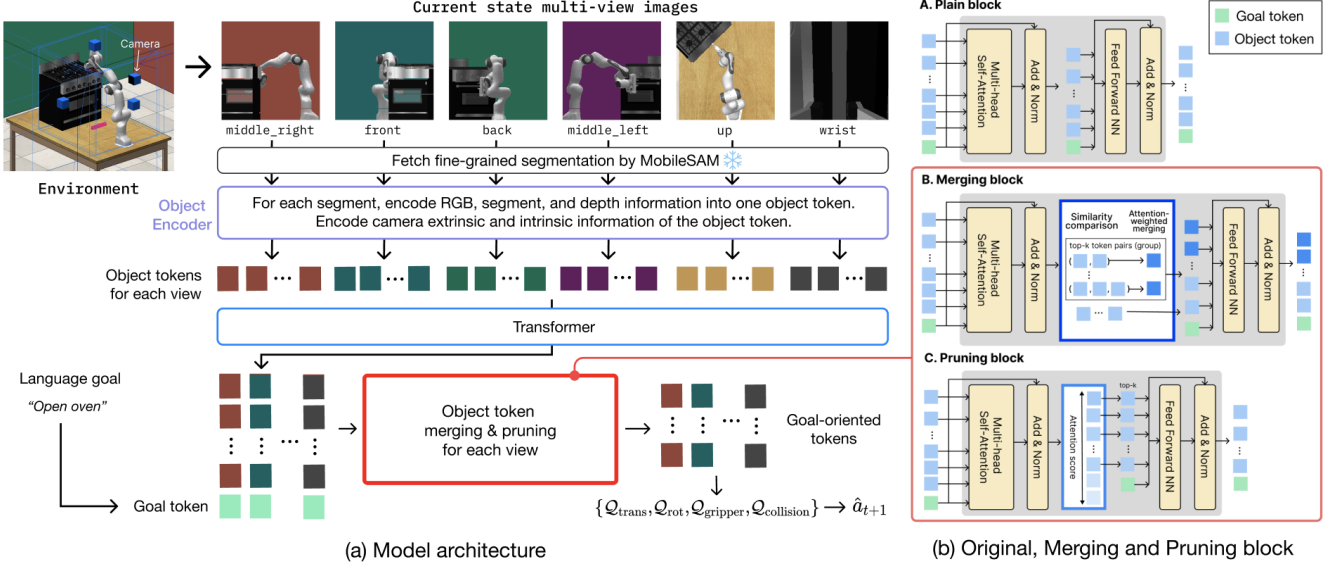 Current state multi-view images
Camera
Environment
middle_right
front
back
middle_left
up
wrist
Fetch fine-grained segmentation by MobileSAM
Object
Encoder
For each segment, encode RGB, segment, and depth information into one object token.
Encode camera extrinsic and intrinsic information of the object token.
Object tokens
for each view
Transformer
Language goal
"Open oven"
Goal token
Object token
merging & pruning
for each view
Goal-oriented
tokens
{Q_trans, Q_rot, Q_gripper, Q_collision} → â_{t+1}
(a) Model architecture
A. Plain block
Goal token
Object token
Multi-head
Self-Attention
Add & Norm
Feed Forward NN
Add & Norm
B. Merging block
Multi-head
Self-Attention
Add & Norm
Similarity
comparison
Attention-
weighted
merging
top-k token pairs (group)
( , )
( , , )
Feed Forward NN
Add & Norm
C. Pruning block
Multi-head
Self-Attention
Add & Norm
Attention score
top-k
Feed Forward NN
Add & Norm
(b) Original, Merging and Pruning block